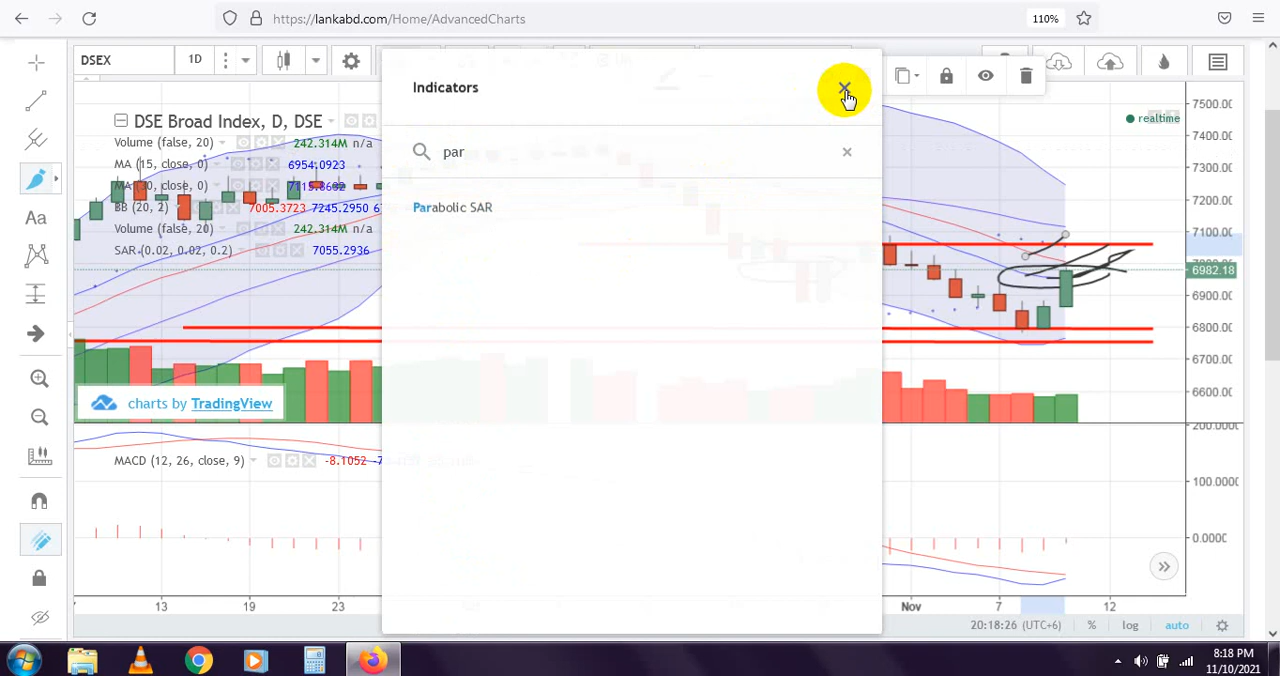 https://lankabd.com/Home/AdvancedCharts
110%
DSEX
1D
Indicators
par
Parabolic SAR
DSE Broad Index, D, DSE
realtime
Volume (false, 20)
242.314M n/a
MA (15, close, 0)
6954.0923
MA (30, close, 0)
BB (20, 2)
7005.3723 7245.2950
Volume (false, 20)
242.314M n/a
SAR (0.02, 0.02, 0.2)
7055.2936
Aa
charts by TradingView
MACD (12, 26, close, 9)
-8.1052
7500.00
7400.00
7300.00
7200.00
7100.00
6982.18
6900.00
6800.00
6700.00
6600.00
100.0000
0.0000
13
19
23
Nov
7
12
20:18:26 (UTC+6)
%
log
auto
8:18 PM
11/10/2021